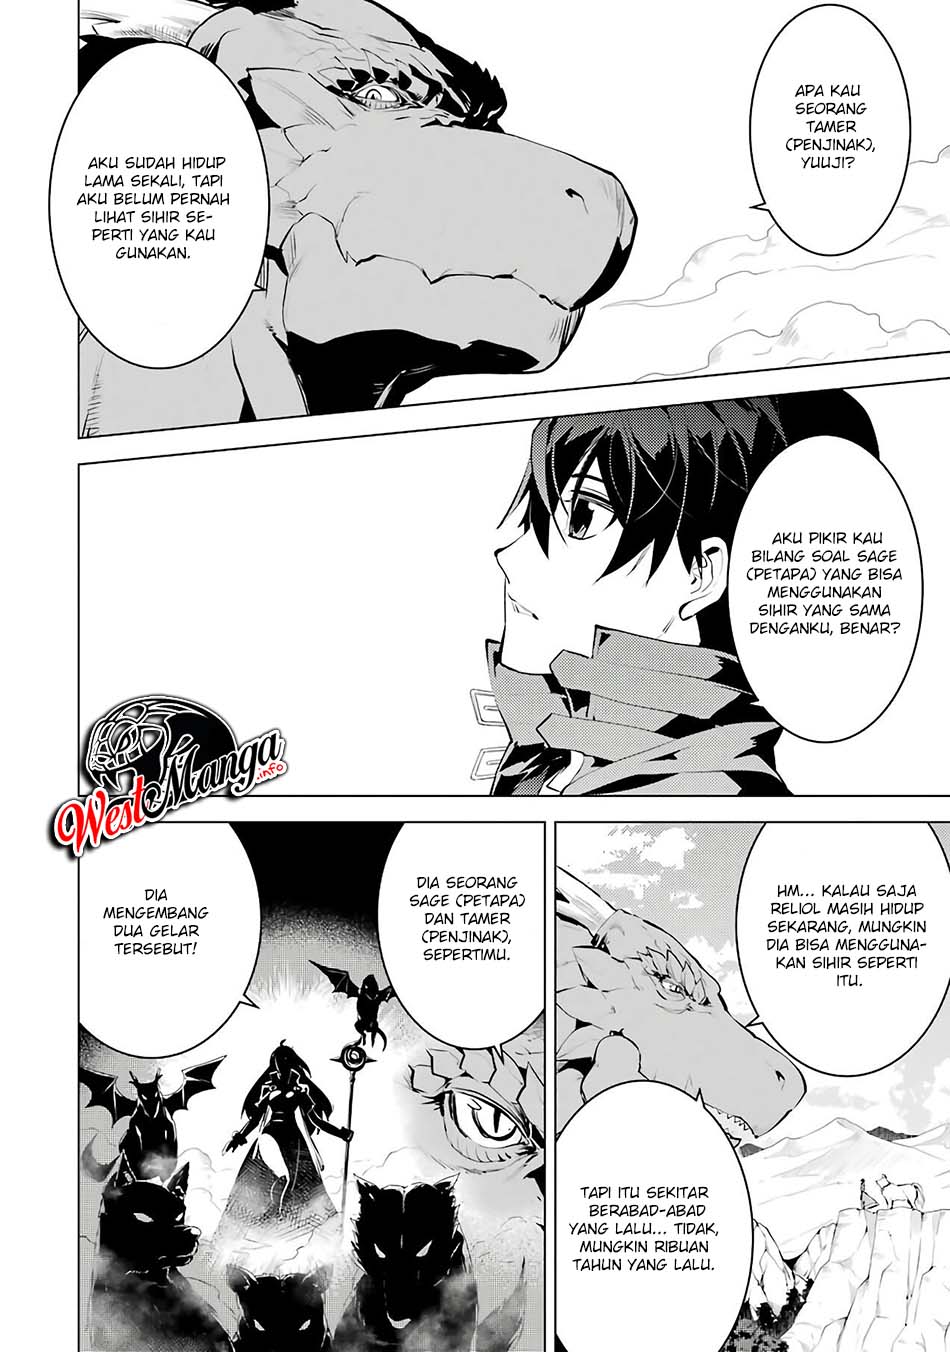 APA KAU
SEORANG
TAMER
(PENJINAK),
YUUJI?
AKU SUDAH HIDUP
LAMA SEKALI, TAPI
AKU BELUM PERNAH
LIHAT SIHIR SE-
PERTI YANG KAU
GUNAKAN.
AKU PIKIR KAU
BILANG SOAL SAGE
(PETAPA) YANG BISA
MENGGUNAKAN
SIHIR YANG SAMA
DENGANKU, BENAR?
WestManga
.info
HM... KALAU SAJA
RELIOL MASIH HIDUP
SEKARANG, MUNGKIN
DIA BISA MENGGUNA-
KAN SIHIR SEPERTI
ITU.
TAPI ITU SEKITAR
BERABAD-ABAD
YANG LALU... TIDAK,
MUNGKIN RIBUAN
TAHUN YANG LALU.
DIA SEORANG
SAGE (PETAPA)
DAN TAMER
(PENJINAK),
SEPERTIMU.
DIA
MENGEMBANG
DUA GELAR
TERSEBUT!